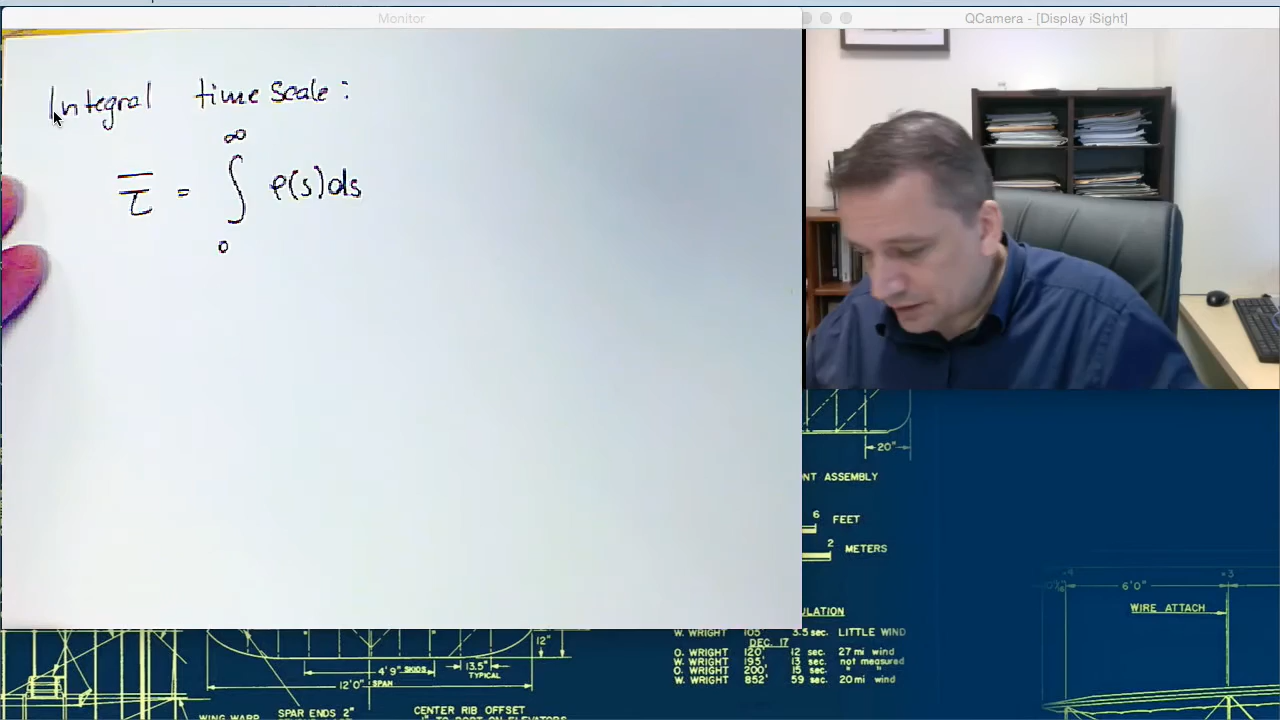 Monitor
QCamera - [Display iSight]
Integral time scale:
τ̅ = ∫₀^∞ ρ(s)ds
20"
NT ASSEMBLY
6 FEET
2 METERS
6'0"
+3
WIRE ATTACH
ULATION
W. WRIGHT 105' 3.5 sec. LITTLE WIND
DEC. 17
O. WRIGHT 120' 12 sec. 27 mi wind
W. WRIGHT 195' 13 sec. not measured
O. WRIGHT 200' 15 sec. "
W. WRIGHT 852' 59 sec. 20 mi wind
12"
4'9" SKIDS
13.5"
TYPICAL
12'0" SPAN
WING WARP
SPAR ENDS 2"
CENTER RIB OFFSET